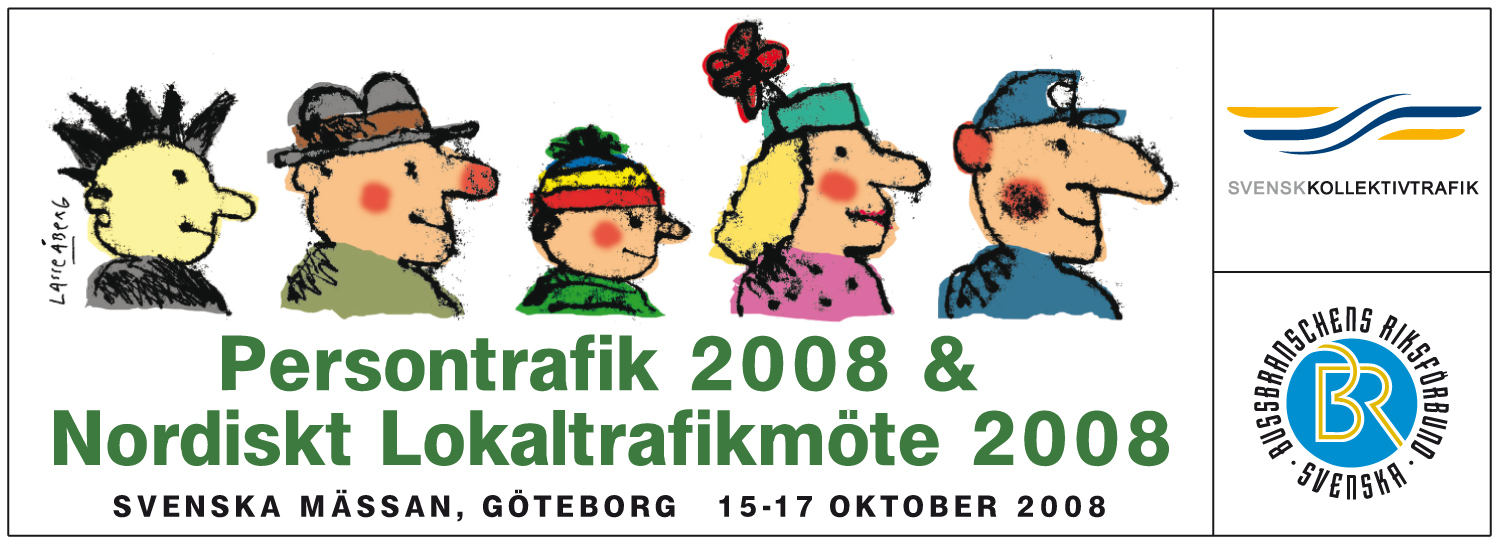 LASSE ÅBERG
Persontrafik 2008 &
Nordiskt Lokaltrafikmöte 2008
SVENSKA MÄSSAN, GÖTEBORG 15-17 OKTOBER 2008
SVENSKKOLLEKTIVTRAFIK
BUSSBRANSCHENS RIKSFÖRBUND
· SVENSKA ·
BR